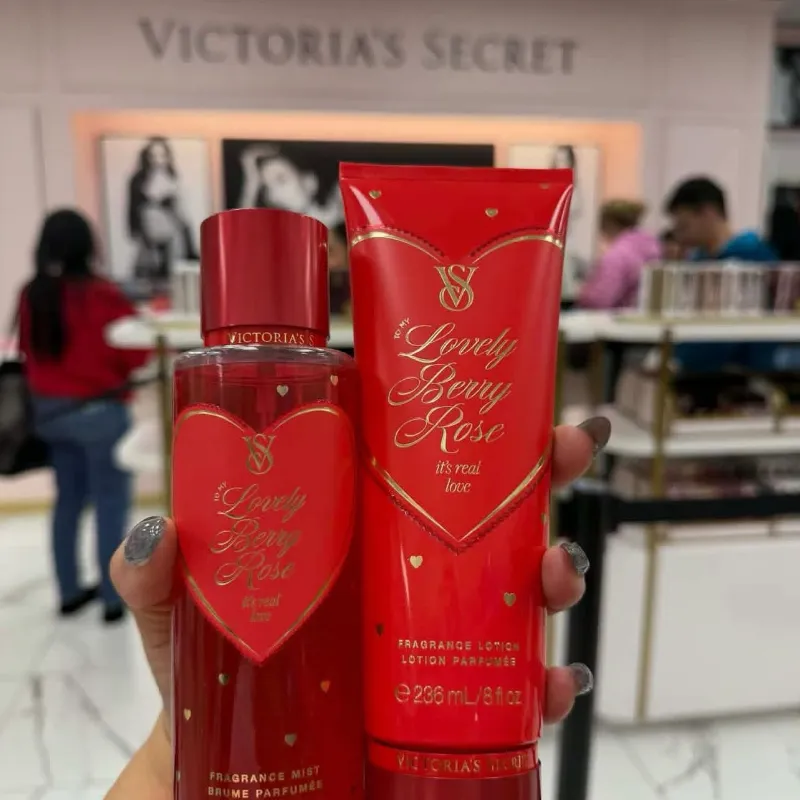 VICTORIA'S SECRET
VS
TO MY
Lovely
Berry
Rose
it's real
love
FRAGRANCE LOTION
LOTION PARFUMÉE
℮ 236 mL/8 fl oz
VICTORIA'S
VICTORIA'S S
VS
TO MY
Lovely
Berry
Rose
it's real
love
FRAGRANCE MIST
BRUME PARFUMÉE